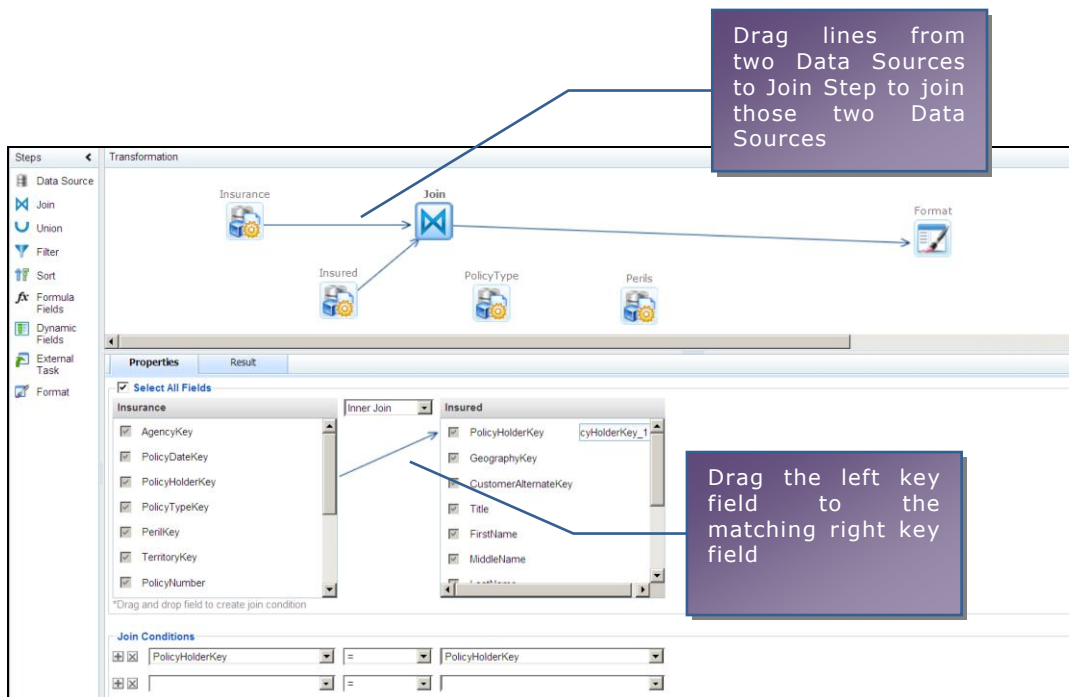 Drag lines from
two Data Sources
to Join Step to join
those two Data
Sources
Steps
Transformation
Data Source
Join
Union
Filter
Sort
fx Formula
Fields
Dynamic
Fields
External
Task
Format
Insurance
Join
Format
Insured
PolicyType
Perils
Properties
Result
Select All Fields
Insurance
Inner Join
Insured
AgencyKey
PolicyDateKey
PolicyHolderKey
PolicyTypeKey
PerilKey
TerritoryKey
PolicyNumber
PolicyHolderKey cyHolderKey_1
GeographyKey
CustomerAlternateKey
Title
FirstName
MiddleName
LastName
Drag the left key
field to the
matching right key
field
*Drag and drop field to create join condition
Join Conditions
PolicyHolderKey = PolicyHolderKey
=